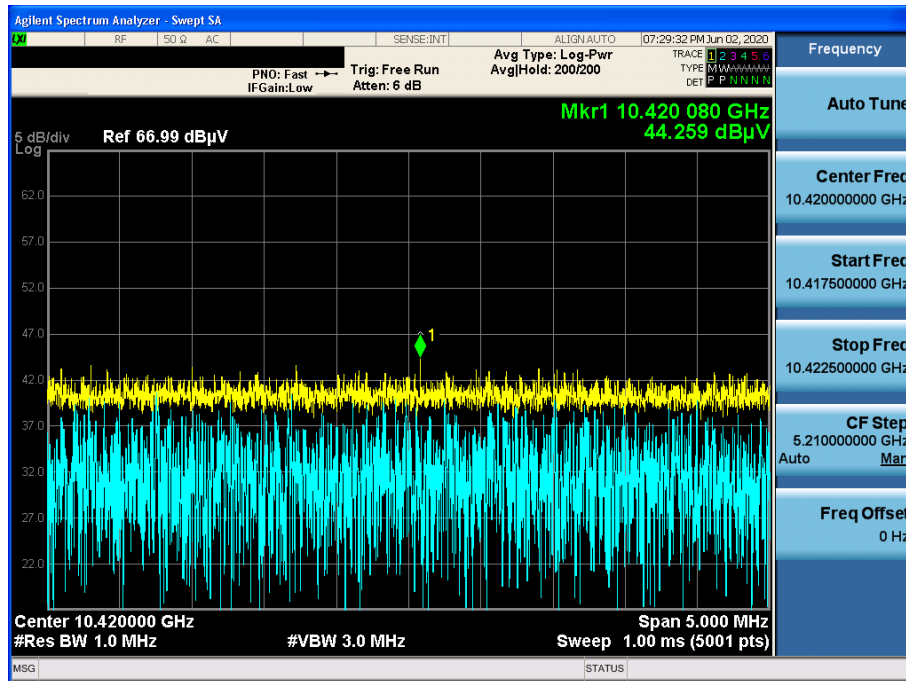 Agilent Spectrum Analyzer - Swept SA
LXI RF 50 Ω AC SENSE:INT ALIGN AUTO 07:29:32 PM Jun 02, 2020
PNO: Fast Trig: Free Run Avg Type: Log-Pwr TRACE 1 2 3 4 5 6
IFGain:Low Atten: 6 dB Avg|Hold: 200/200 TYPE M W W W W W
DET P P N N N N
Mkr1 10.420 080 GHz
44.259 dBµV
5 dB/div Ref 66.99 dBµV
Log
62.0
57.0
52.0
47.0
1
42.0
37.0
32.0
27.0
22.0
Center 10.420000 GHz Span 5.000 MHz
#Res BW 1.0 MHz #VBW 3.0 MHz Sweep 1.00 ms (5001 pts)
MSG STATUS
Frequency
Auto Tune
Center Freq
10.420000000 GHz
Start Freq
10.417500000 GHz
Stop Freq
10.422500000 GHz
CF Step
5.210000000 GHz
Auto Man
Freq Offset
0 Hz